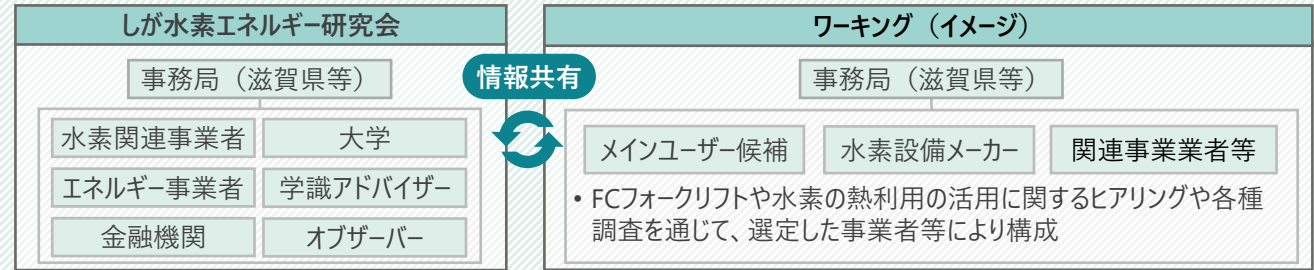 しが水素エネルギー研究会
事務局（滋賀県等）
水素関連事業者
大学
エネルギー事業者
学識アドバイザー
金融機関
オブザーバー
情報共有
ワーキング（イメージ）
事務局（滋賀県等）
メインユーザー候補
水素設備メーカー
関連事業業者等
• FCフォークリフトや水素の熱利用の活用に関するヒアリングや各種
調査を通じて、選定した事業者等により構成